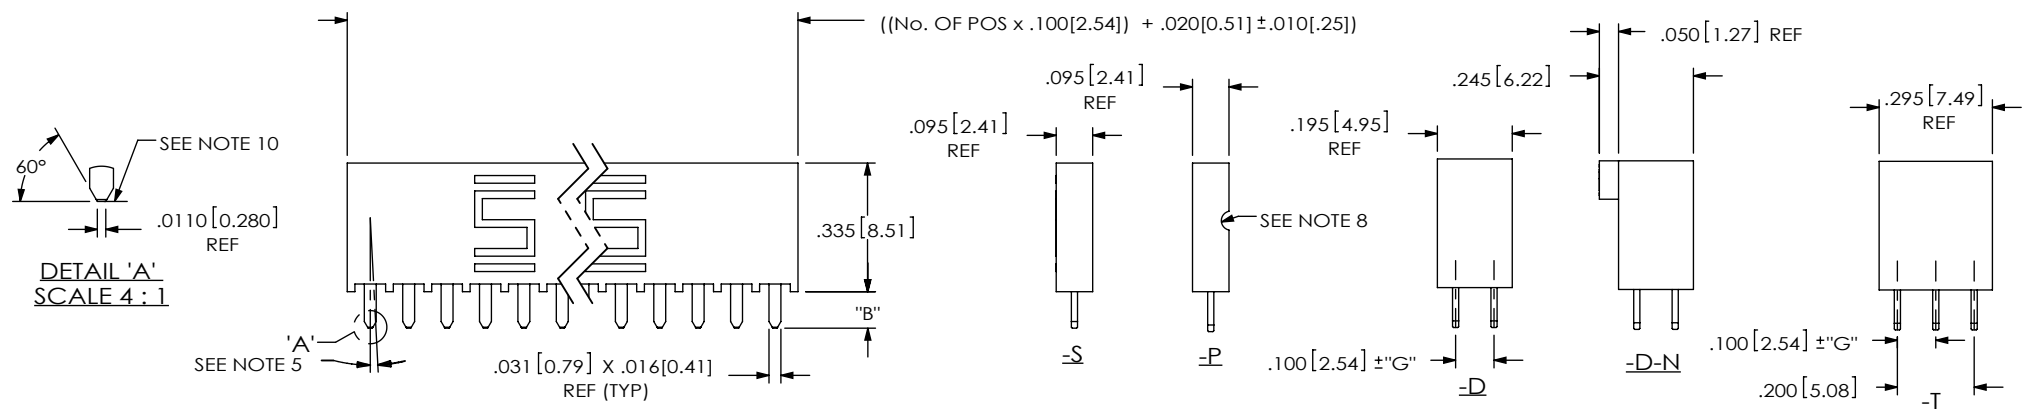 ((No. OF POS x .100[2.54]) + .020[0.51] ±.010[.25])
.050[1.27] REF
.095[2.41]
REF
.245[6.22]
.295[7.49]
REF
.095[2.41]
REF
.195[4.95]
REF
60°
SEE NOTE 10
.0110[0.280]
REF
.335[8.51]
SEE NOTE 8
DETAIL 'A'
SCALE 4 : 1
"B"
'A'
SEE NOTE 5
.031[0.79] X .016[0.41]
REF (TYP)
-S
-P
.100[2.54] ±"G"
-D
-D-N
.100[2.54] ±"G"
.200[5.08]
-T